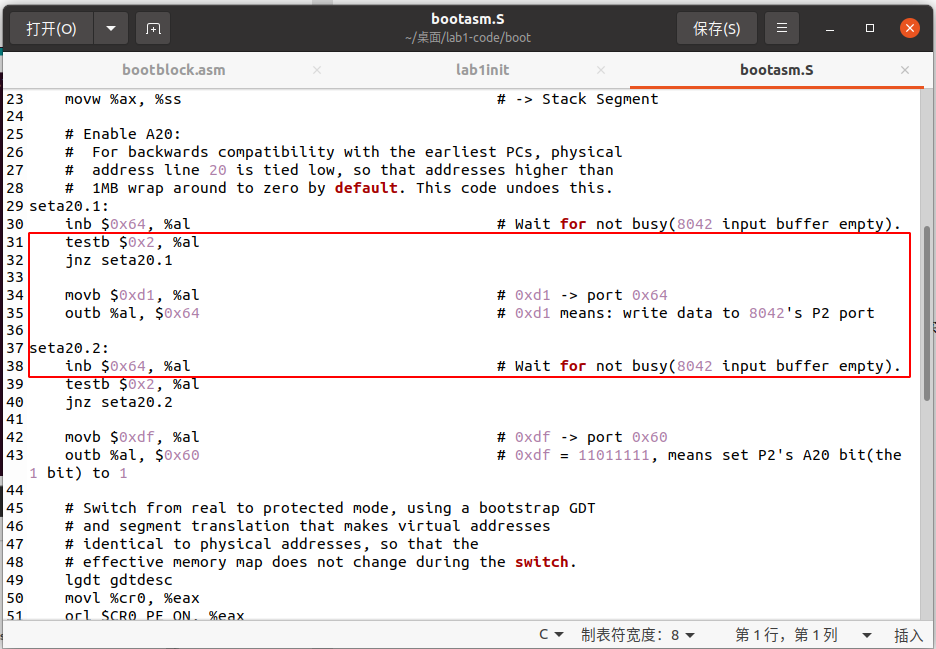 打开(O)
bootasm.S
~/桌面/lab1-code/boot
保存(S)
bootblock.asm
lab1init
bootasm.S
23 movw %ax, %ss # -> Stack Segment
24
25 # Enable A20:
26 # For backwards compatibility with the earliest PCs, physical
27 # address line 20 is tied low, so that addresses higher than
28 # 1MB wrap around to zero by default. This code undoes this.
29 seta20.1:
30 inb $0x64, %al # Wait for not busy(8042 input buffer empty).
31 testb $0x2, %al
32 jnz seta20.1
33
34 movb $0xd1, %al # 0xd1 -> port 0x64
35 outb %al, $0x64 # 0xd1 means: write data to 8042's P2 port
36
37 seta20.2:
38 inb $0x64, %al # Wait for not busy(8042 input buffer empty).
39 testb $0x2, %al
40 jnz seta20.2
41
42 movb $0xdf, %al # 0xdf -> port 0x60
43 outb %al, $0x60 # 0xdf = 11011111, means set P2's A20 bit(the
1 bit) to 1
44
45 # Switch from real to protected mode, using a bootstrap GDT
46 # and segment translation that makes virtual addresses
47 # identical to physical addresses, so that the
48 # effective memory map does not change during the switch.
49 lgdt gdtdesc
50 movl %cr0, %eax
51 orl $CR0_PE_ON, %eax
C
制表符宽度：8
第 1 行，第 1 列
插入